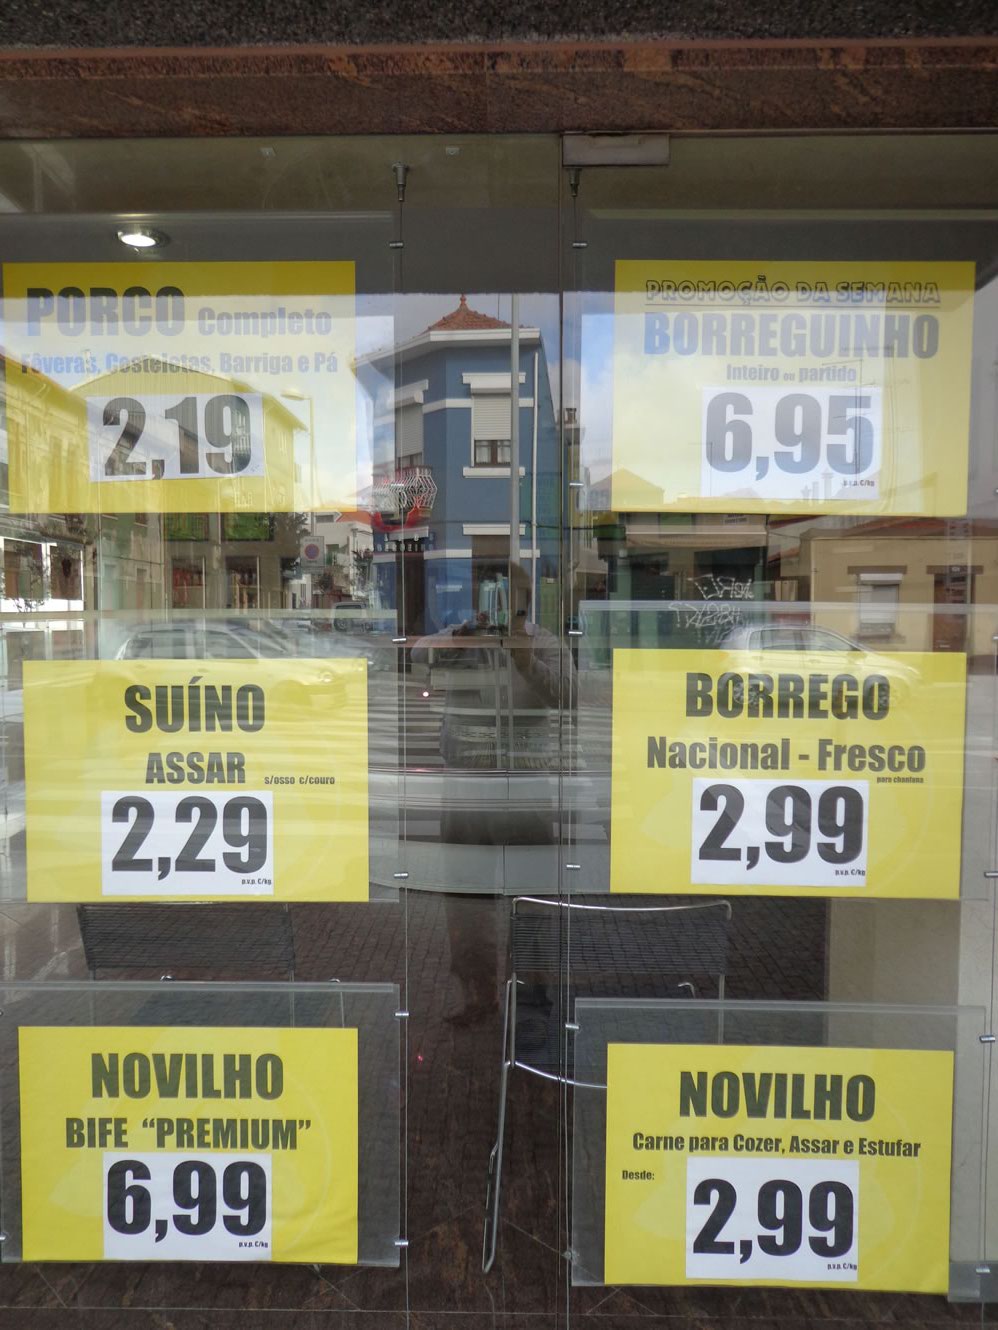 PORCO Completo
Fêveras, Costeletas, Barriga e Pá
2,19
PROMOÇÃO DA SEMANA
BORREGUINHO
Inteiro ou partido
6,95
p.v.p. €/kg
SUÍNO
ASSAR s/osso c/couro
2,29
p.v.p. €/kg
BORREGO
Nacional - Fresco
para chanfana
2,99
p.v.p. €/kg
NOVILHO
BIFE “PREMIUM”
6,99
p.v.p. €/kg
NOVILHO
Carne para Cozer, Assar e Estufar
Desde:
2,99
p.v.p. €/kg